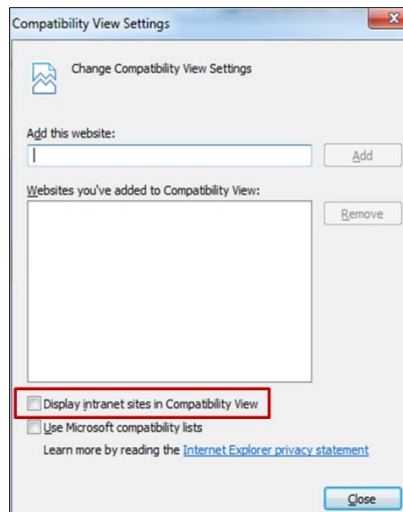 Compatibility View Settings
x
Change Compatibility View Settings
Add this website:
Add
Websites you've added to Compatibility View:
Remove
Display intranet sites in Compatibility View
Use Microsoft compatibility lists
Learn more by reading the Internet Explorer privacy statement
Close